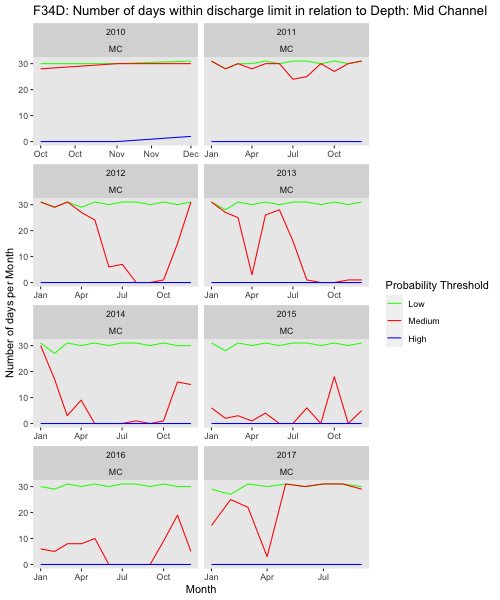 F34D: Number of days within discharge limit in relation to Depth: Mid Channel
2010
MC
2011
MC
30
20
10
0
Oct Oct Nov Nov Dec
Jan Apr Jul Oct
2012
MC
2013
MC
30
20
10
0
Jan Apr Jul Oct
Jan Apr Jul Oct
2014
MC
2015
MC
30
20
10
0
Jan Apr Jul Oct
Jan Apr Jul Oct
2016
MC
2017
MC
30
20
10
0
Jan Apr Jul Oct
Jan Apr Jul
Number of days per Month
Month
Probability Threshold
Low
Medium
High